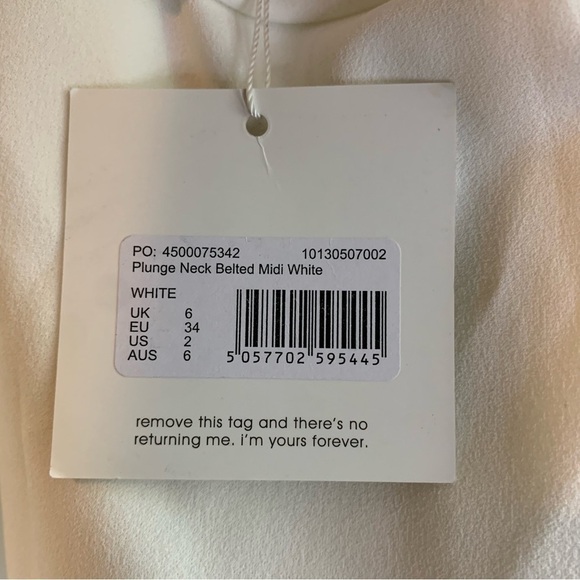 PO: 4500075342 10130507002
Plunge Neck Belted Midi White
WHITE
UK 6
EU 34
US 2
AUS 6
5 057702 595445
remove this tag and there's no
returning me. i'm yours forever.